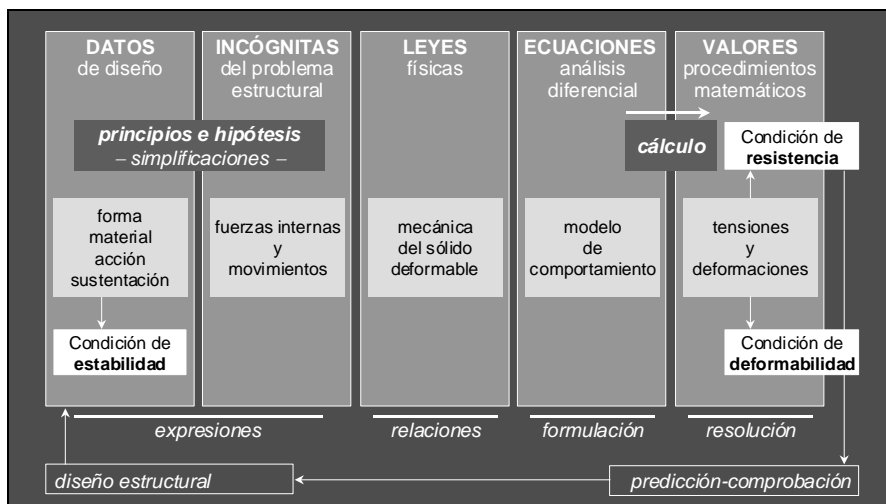 DATOS
de diseño
INCÓGNITAS
del problema
estructural
LEYES
físicas
ECUACIONES
análisis
diferencial
VALORES
procedimientos
matemáticos
principios e hipótesis
– simplificaciones –
cálculo
Condición de
resistencia
forma
material
acción
sustentación
fuerzas internas
y
movimientos
mecánica
del sólido
deformable
modelo
de
comportamiento
tensiones
y
deformaciones
Condición de
estabilidad
Condición de
deformabilidad
expresiones
relaciones
formulación
resolución
diseño estructural
predicción-comprobación